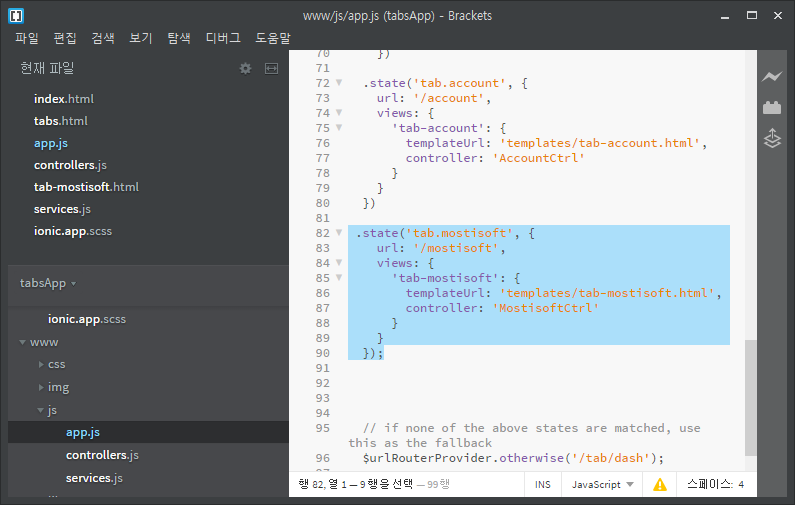 www/js/app.js (tabsApp) - Brackets
파일 편집 검색 보기 탐색 디버그 도움말
현재 파일
index.html
tabs.html
app.js
controllers.js
tab-mostisoft.html
services.js
ionic.app.scss
tabsApp
ionic.app.scss
www
css
img
js
app.js
controllers.js
services.js
70 })
71
72 .state('tab.account', {
73 url: '/account',
74 views: {
75 'tab-account': {
76 templateUrl: 'templates/tab-account.html',
77 controller: 'AccountCtrl'
78 }
79 }
80 })
81
82 .state('tab.mostisoft', {
83 url: '/mostisoft',
84 views: {
85 'tab-mostisoft': {
86 templateUrl: 'templates/tab-mostisoft.html',
87 controller: 'MostisoftCtrl'
88 }
89 }
90 });
91
92
93
94
95 // if none of the above states are matched, use
this as the fallback
96 $urlRouterProvider.otherwise('/tab/dash');
행 82, 열 1 — 9 행 을 선택 — 99 행 INS JavaScript 스페이스: 4